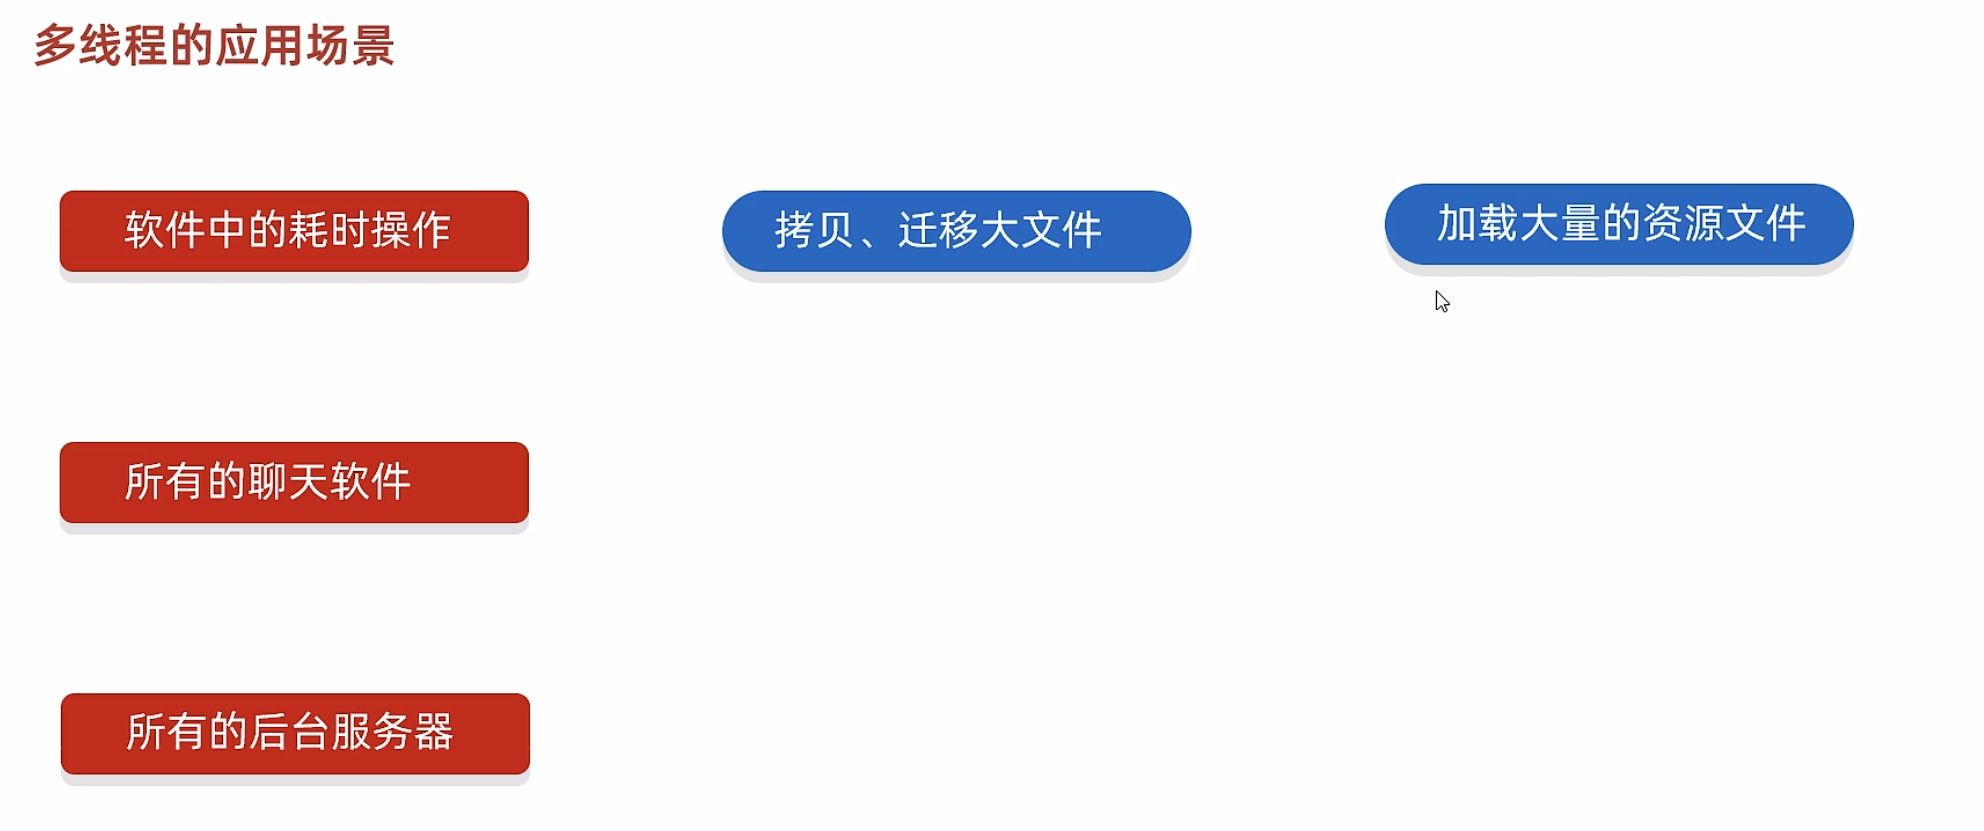 多线程的应用场景
软件中的耗时操作
拷贝、迁移大文件
加载大量的资源文件
所有的聊天软件
所有的后台服务器